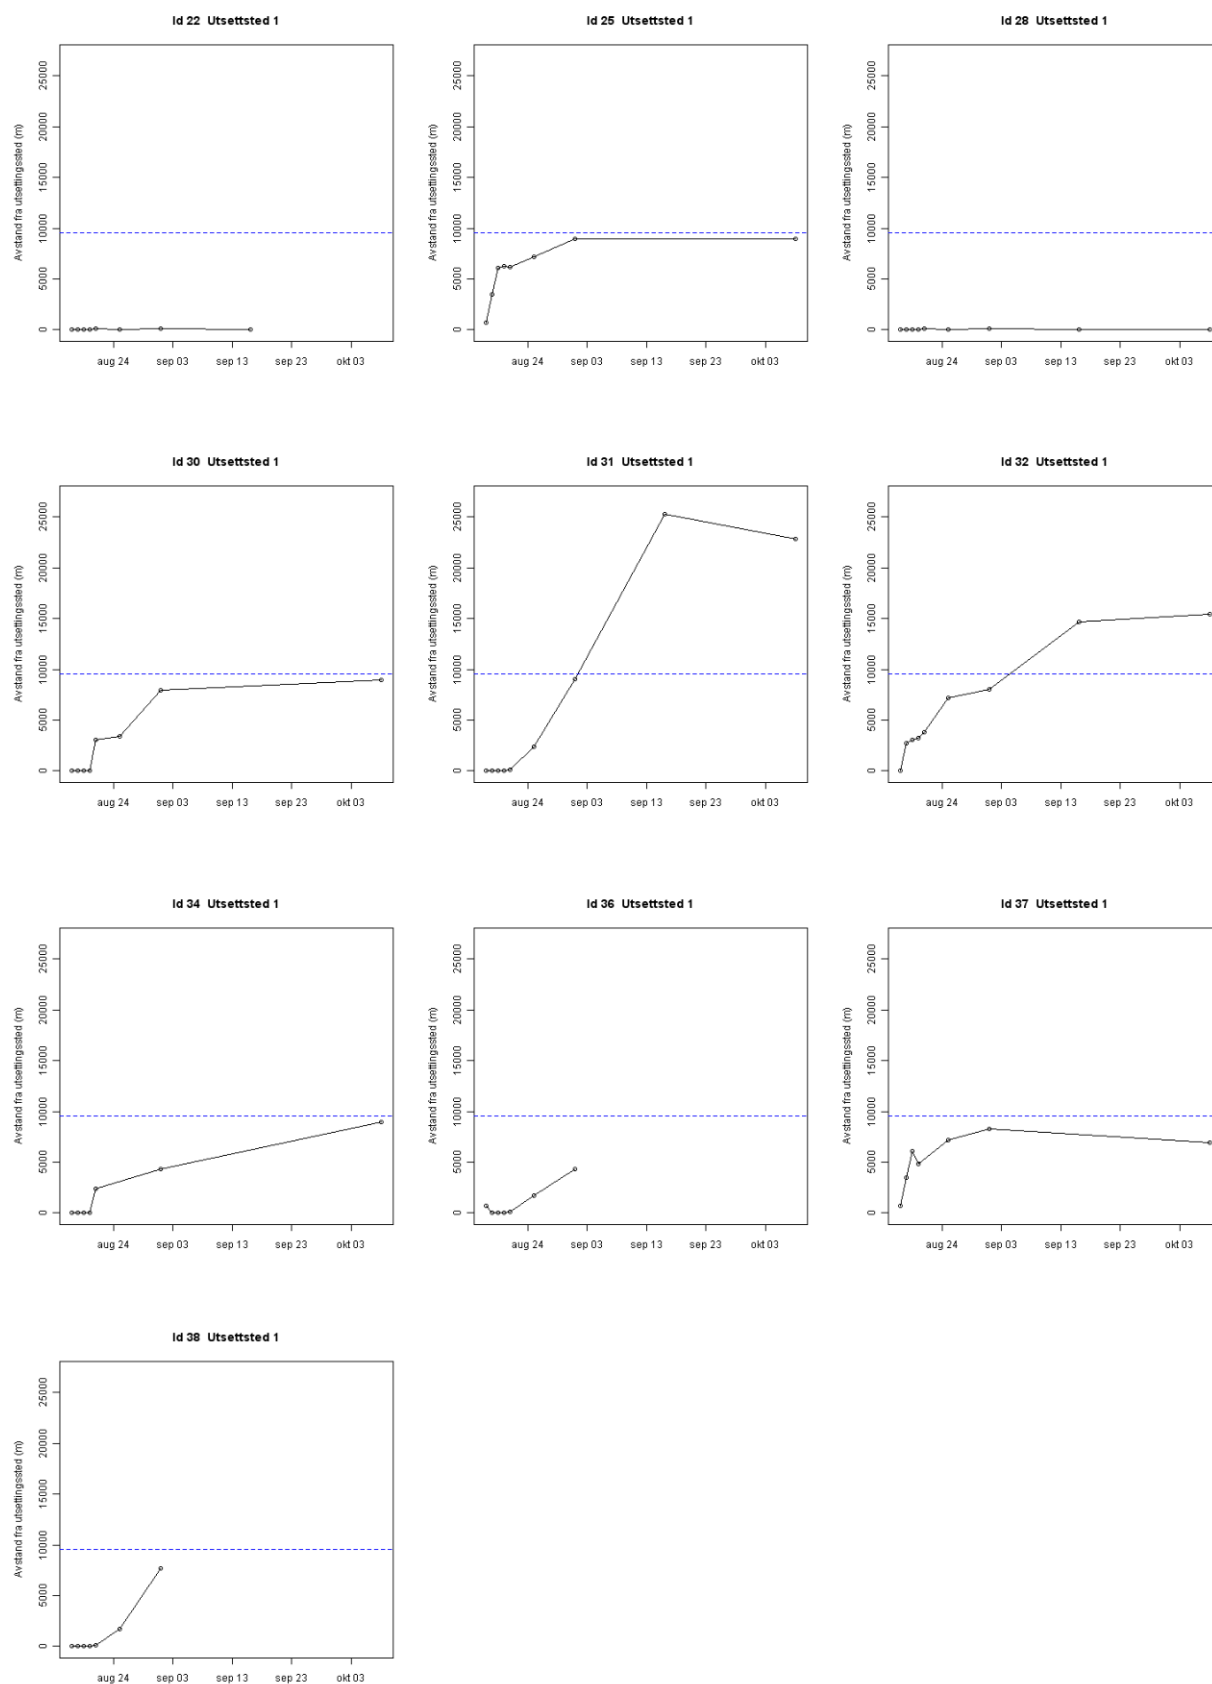 Id 22 Utsettsted 1
Avstand fra utsettingssted (m)
25000
20000
15000
10000
5000
0
aug 24 sep 03 sep 13 sep 23 okt 03
Id 25 Utsettsted 1
Avstand fra utsettingssted (m)
25000
20000
15000
10000
5000
0
aug 24 sep 03 sep 13 sep 23 okt 03
Id 28 Utsettsted 1
Avstand fra utsettingssted (m)
25000
20000
15000
10000
5000
0
aug 24 sep 03 sep 13 sep 23 okt 03
Id 30 Utsettsted 1
Avstand fra utsettingssted (m)
25000
20000
15000
10000
5000
0
aug 24 sep 03 sep 13 sep 23 okt 03
Id 31 Utsettsted 1
Avstand fra utsettingssted (m)
25000
20000
15000
10000
5000
0
aug 24 sep 03 sep 13 sep 23 okt 03
Id 32 Utsettsted 1
Avstand fra utsettingssted (m)
25000
20000
15000
10000
5000
0
aug 24 sep 03 sep 13 sep 23 okt 03
Id 34 Utsettsted 1
Avstand fra utsettingssted (m)
25000
20000
15000
10000
5000
0
aug 24 sep 03 sep 13 sep 23 okt 03
Id 36 Utsettsted 1
Avstand fra utsettingssted (m)
25000
20000
15000
10000
5000
0
aug 24 sep 03 sep 13 sep 23 okt 03
Id 37 Utsettsted 1
Avstand fra utsettingssted (m)
25000
20000
15000
10000
5000
0
aug 24 sep 03 sep 13 sep 23 okt 03
Id 38 Utsettsted 1
Avstand fra utsettingssted (m)
25000
20000
15000
10000
5000
0
aug 24 sep 03 sep 13 sep 23 okt 03